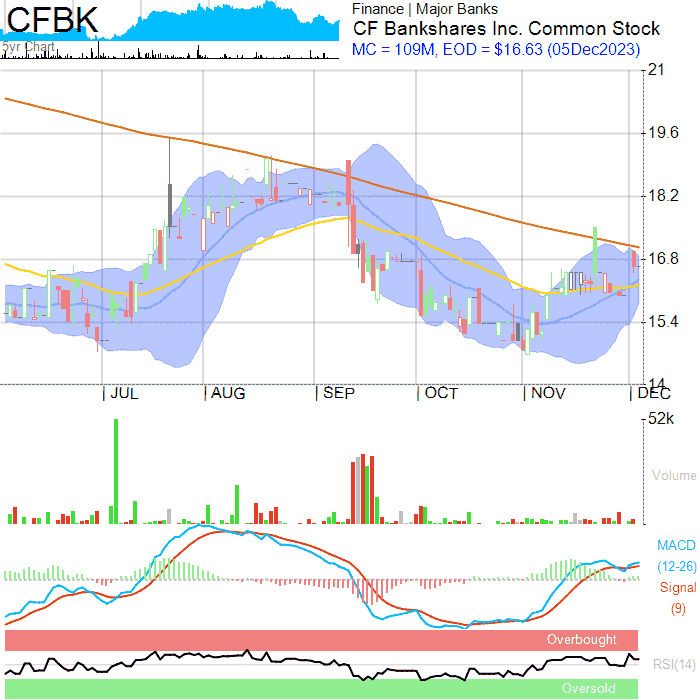 CFBK
5yr Chart
Finance | Major Banks
CF Bankshares Inc. Common Stock
MC = 109M, EOD = $16.63 (05Dec2023)
21
19.6
18.2
16.8
15.4
14
| JUL | AUG | SEP | OCT | NOV | DEC
52k
Volume
MACD
(12-26)
Signal
(9)
Overbought
RSI(14)
Oversold